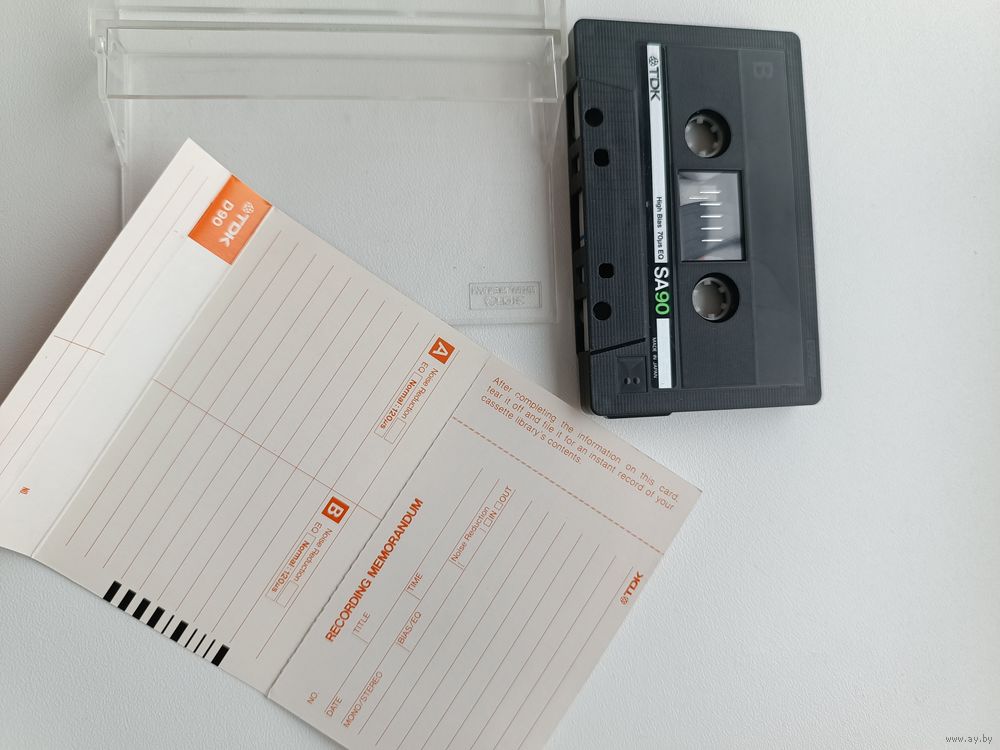 B
TDK
High Bias 70μs EQ
SA90
MADE IN JAPAN
TDK
D90
A
Noise Reduction
EQ Normal: 120μs
B
Noise Reduction
EQ Normal: 120μs
NO.
After completing the information on this card,
tear it off and file it for an instant record of your
cassette library's contents.
RECORDING MEMORANDUM
TDK
NO.
TITLE
DATE
TIME
Noise Reduction
IN OUT
MONO/STEREO
BIAS/EQ
www.ay.by